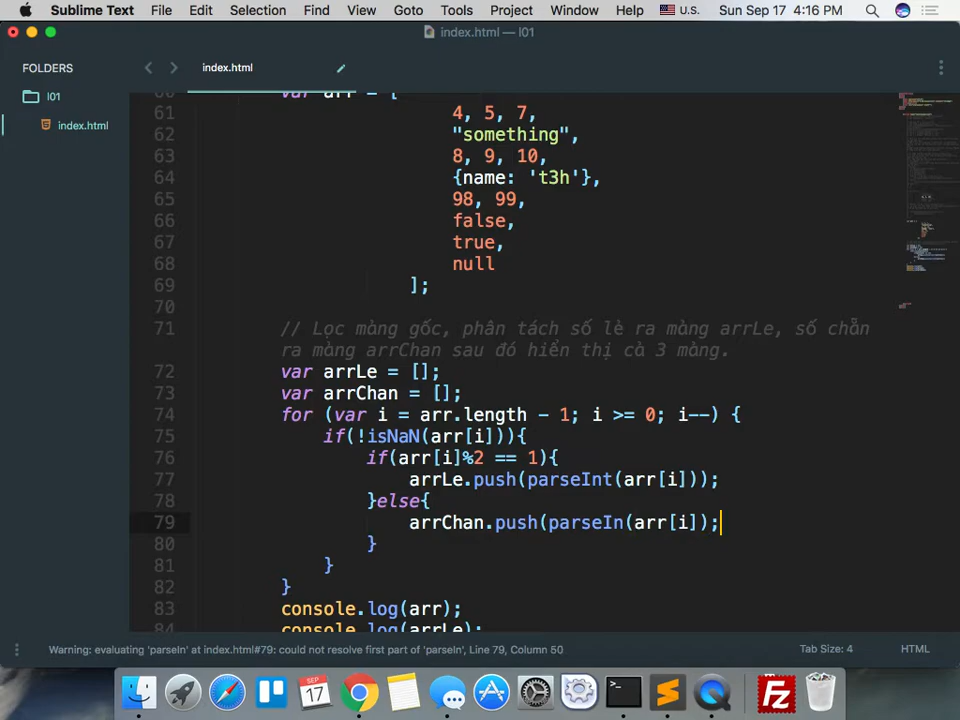 Sublime Text File Edit Selection Find View Goto Tools Project Window Help U.S. Sun Sep 17 4:16 PM
index.html — l01
FOLDERS
l01
index.html
index.html
60 var arr = [
61 4, 5, 7,
62 "something",
63 8, 9, 10,
64 {name: 't3h'},
65 98, 99,
66 false,
67 true,
68 null
69 ];
70
71 // Lọc màng gốc, phân tách số lẻ ra màng arrLe, số chẵn
ra màng arrChan sau đó hiển thị cả 3 màng.
72 var arrLe = [];
73 var arrChan = [];
74 for (var i = arr.length - 1; i >= 0; i--) {
75 if(!isNaN(arr[i])){
76 if(arr[i]%2 == 1){
77 arrLe.push(parseInt(arr[i]));
78 }else{
79 arrChan.push(parseIn(arr[i]);
80 }
81 }
82 }
83 console.log(arr);
84 console.log(arrLe);
Warning: evaluating 'parseIn' at index.html#79: could not resolve first part of 'parseIn', Line 79, Column 50
Tab Size: 4
HTML
SEP
17